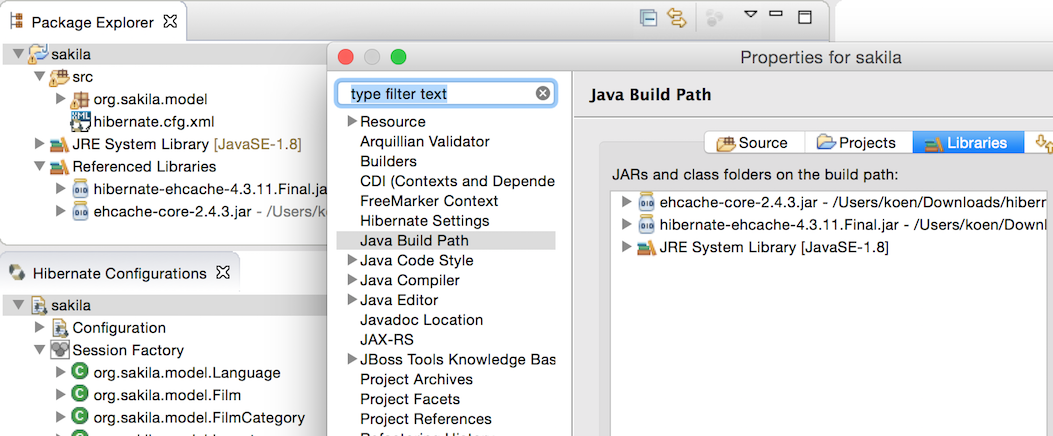 Package Explorer
sakila
src
org.sakila.model
hibernate.cfg.xml
JRE System Library [JavaSE-1.8]
Referenced Libraries
hibernate-ehcache-4.3.11.Final.ja
ehcache-core-2.4.3.jar - /Users/k
Hibernate Configurations
sakila
Configuration
Session Factory
org.sakila.model.Language
org.sakila.model.Film
org.sakila.model.FilmCategory
Properties for sakila
type filter text
Resource
Arquillian Validator
Builders
CDI (Contexts and Depende
FreeMarker Context
Hibernate Settings
Java Build Path
Java Code Style
Java Compiler
Java Editor
Javadoc Location
JAX-RS
JBoss Tools Knowledge Bas
Project Archives
Project Facets
Project References
Java Build Path
Source
Projects
Libraries
JARs and class folders on the build path:
ehcache-core-2.4.3.jar - /Users/koen/Downloads/hibern
hibernate-ehcache-4.3.11.Final.jar - /Users/koen/Downl
JRE System Library [JavaSE-1.8]